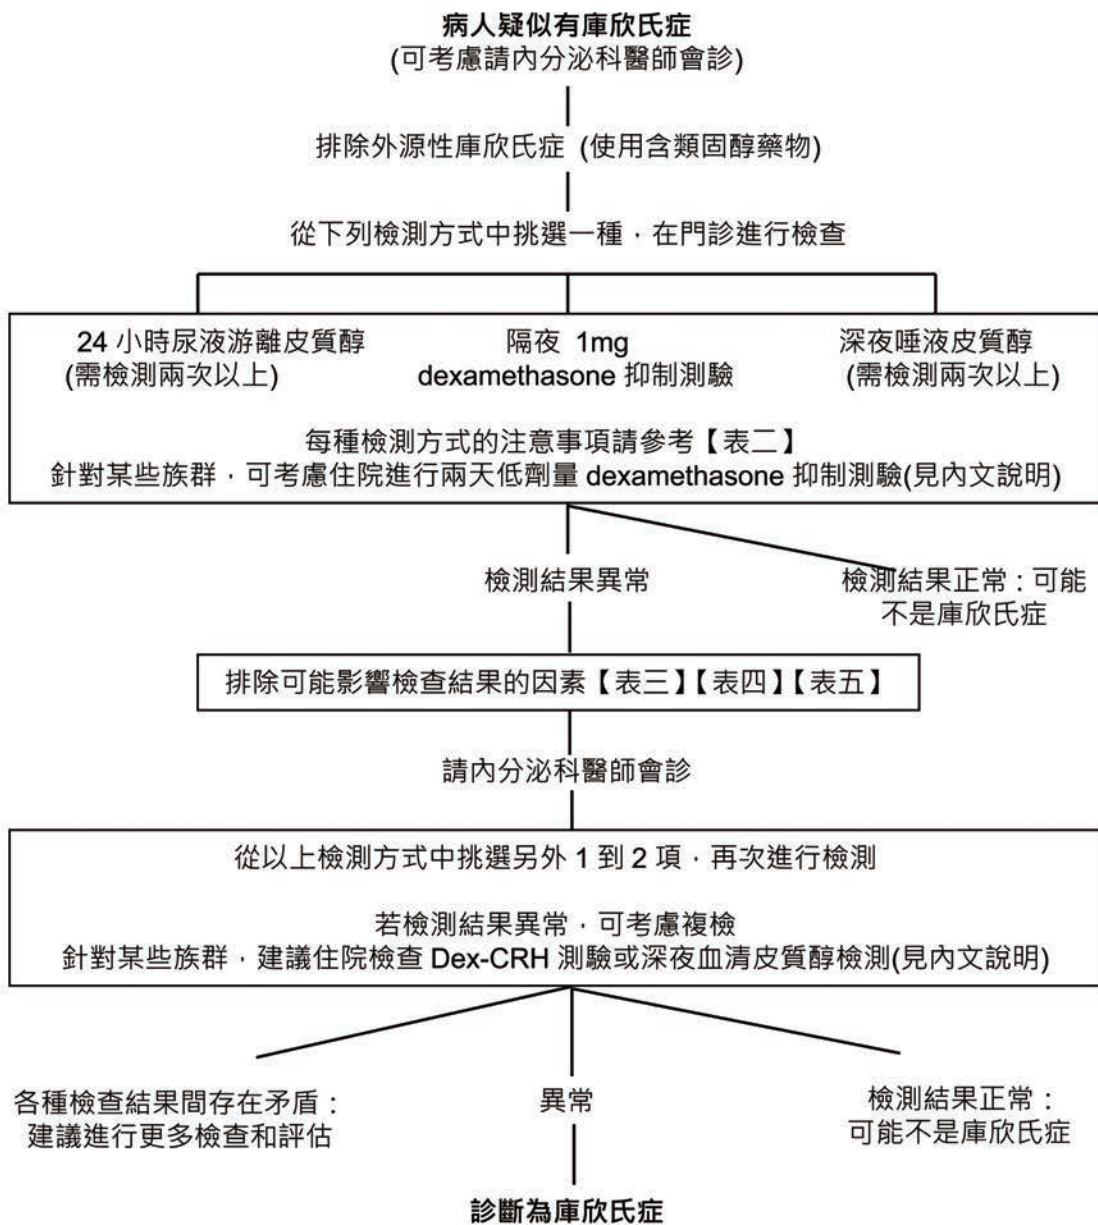 病人疑似有庫欣氏症
(可考慮請內分泌科醫師會診)
排除外源性庫欣氏症 (使用含類固醇藥物)
從下列檢測方式中挑選一種，在門診進行檢查
24 小時尿液游離皮質醇
(需檢測兩次以上)
隔夜 1mg
dexamethasone 抑制測驗
深夜唾液皮質醇
(需檢測兩次以上)
每種檢測方式的注意事項請參考【表二】
針對某些族群，可考慮住院進行兩天低劑量 dexamethasone 抑制測驗(見內文說明)
檢測結果異常
檢測結果正常：可能
不是庫欣氏症
排除可能影響檢查結果的因素【表三】【表四】【表五】
請內分泌科醫師會診
從以上檢測方式中挑選另外 1 到 2 項，再次進行檢測
若檢測結果異常，可考慮複檢
針對某些族群，建議住院檢查 Dex-CRH 測驗或深夜血清皮質醇檢測(見內文說明)
各種檢查結果間存在矛盾：
建議進行更多檢查和評估
異常
檢測結果正常：
可能不是庫欣氏症
診斷為庫欣氏症